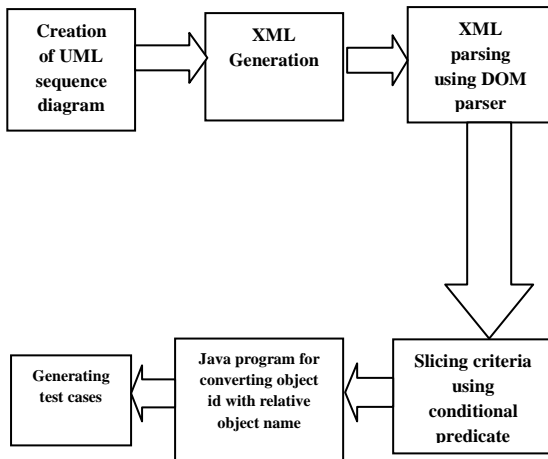 Creation
of UML
sequence
diagram
XML
Generation
XML
parsing
using DOM
parser
Slicing criteria
using
conditional
predicate
Java program for
converting object
id with relative
object name
Generating
test cases